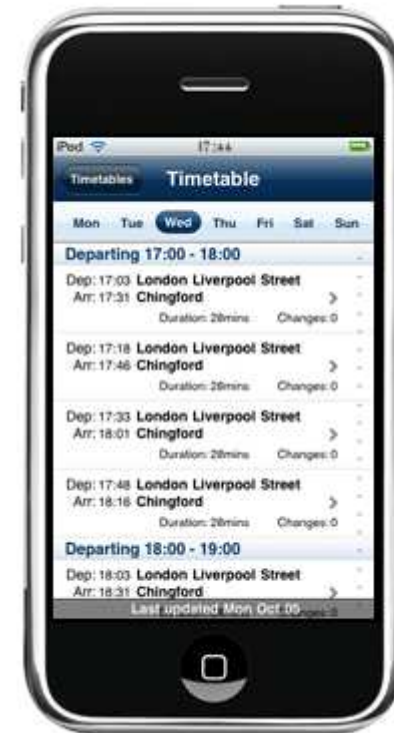 iPod 17:44
Timetables Timetable
Mon Tue Wed Thu Fri Sat Sun
Departing 17:00 - 18:00
Dep: 17:03 London Liverpool Street
Arr: 17:31 Chingford
Duration: 28mins Changes: 0
Dep: 17:18 London Liverpool Street
Arr: 17:46 Chingford
Duration: 28mins Changes: 0
Dep: 17:33 London Liverpool Street
Arr: 18:01 Chingford
Duration: 28mins Changes: 0
Dep: 17:48 London Liverpool Street
Arr: 18:16 Chingford
Duration: 28mins Changes: 0
Departing 18:00 - 19:00
Dep: 18:03 London Liverpool Street
Arr: 18:31 Chingford
Last updated Mon Oct 05